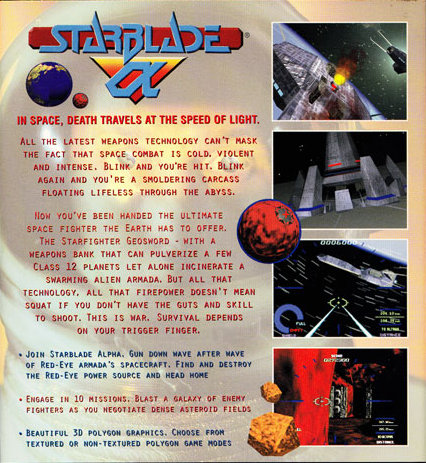 STARBLADE ®
α
IN SPACE, DEATH TRAVELS AT THE SPEED OF LIGHT.
ALL THE LATEST WEAPONS TECHNOLOGY CAN'T MASK
THE FACT THAT SPACE COMBAT IS COLD, VIOLENT
AND INTENSE. BLINK AND YOU'RE HIT. BLINK
AGAIN AND YOU'RE A SMOLDERING CARCASS
FLOATING LIFELESS THROUGH THE ABYSS.
NOW YOU'VE BEEN HANDED THE ULTIMATE
SPACE FIGHTER THE EARTH HAS TO OFFER.
THE STARFIGHTER GEOSWORD - WITH A
WEAPONS BANK THAT CAN PULVERIZE A FEW
CLASS 12 PLANETS LET ALONE INCINERATE A
SWARMING ALIEN ARMADA. BUT ALL THAT
TECHNOLOGY, ALL THAT FIREPOWER DOESN'T MEAN
SQUAT IF YOU DON'T HAVE THE GUTS AND SKILL
TO SHOOT. THIS IS WAR. SURVIVAL DEPENDS
ON YOUR TRIGGER FINGER.
• JOIN STARBLADE ALPHA. GUN DOWN WAVE AFTER WAVE
OF RED-EYE ARMADA'S SPACECRAFT. FIND AND DESTROY
THE RED-EYE POWER SOURCE AND HEAD HOME
• ENGAGE IN 10 MISSIONS. BLAST A GALAXY OF ENEMY
FIGHTERS AS YOU NEGOTIATE DENSE ASTEROID FIELDS
• BEAUTIFUL 3D POLYGON GRAPHICS. CHOOSE FROM
TEXTURED OR NON-TEXTURED POLYGON GAME MODES
0006000
FULL
SHIELD
DISTANCE
DISTANCE